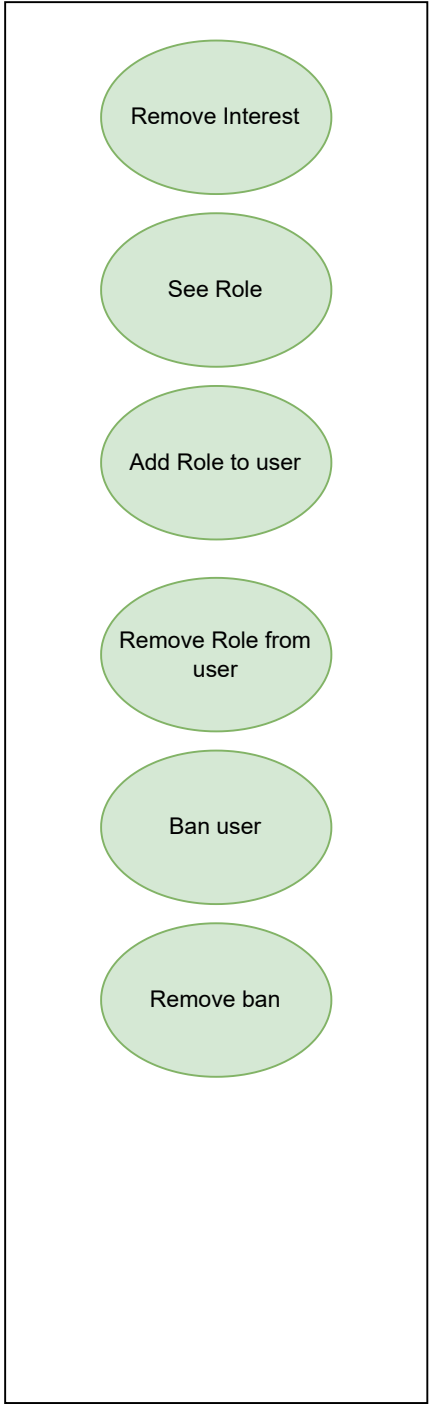 Remove Interest
See Role
Add Role to user
Remove Role from
user
Ban user
Remove ban